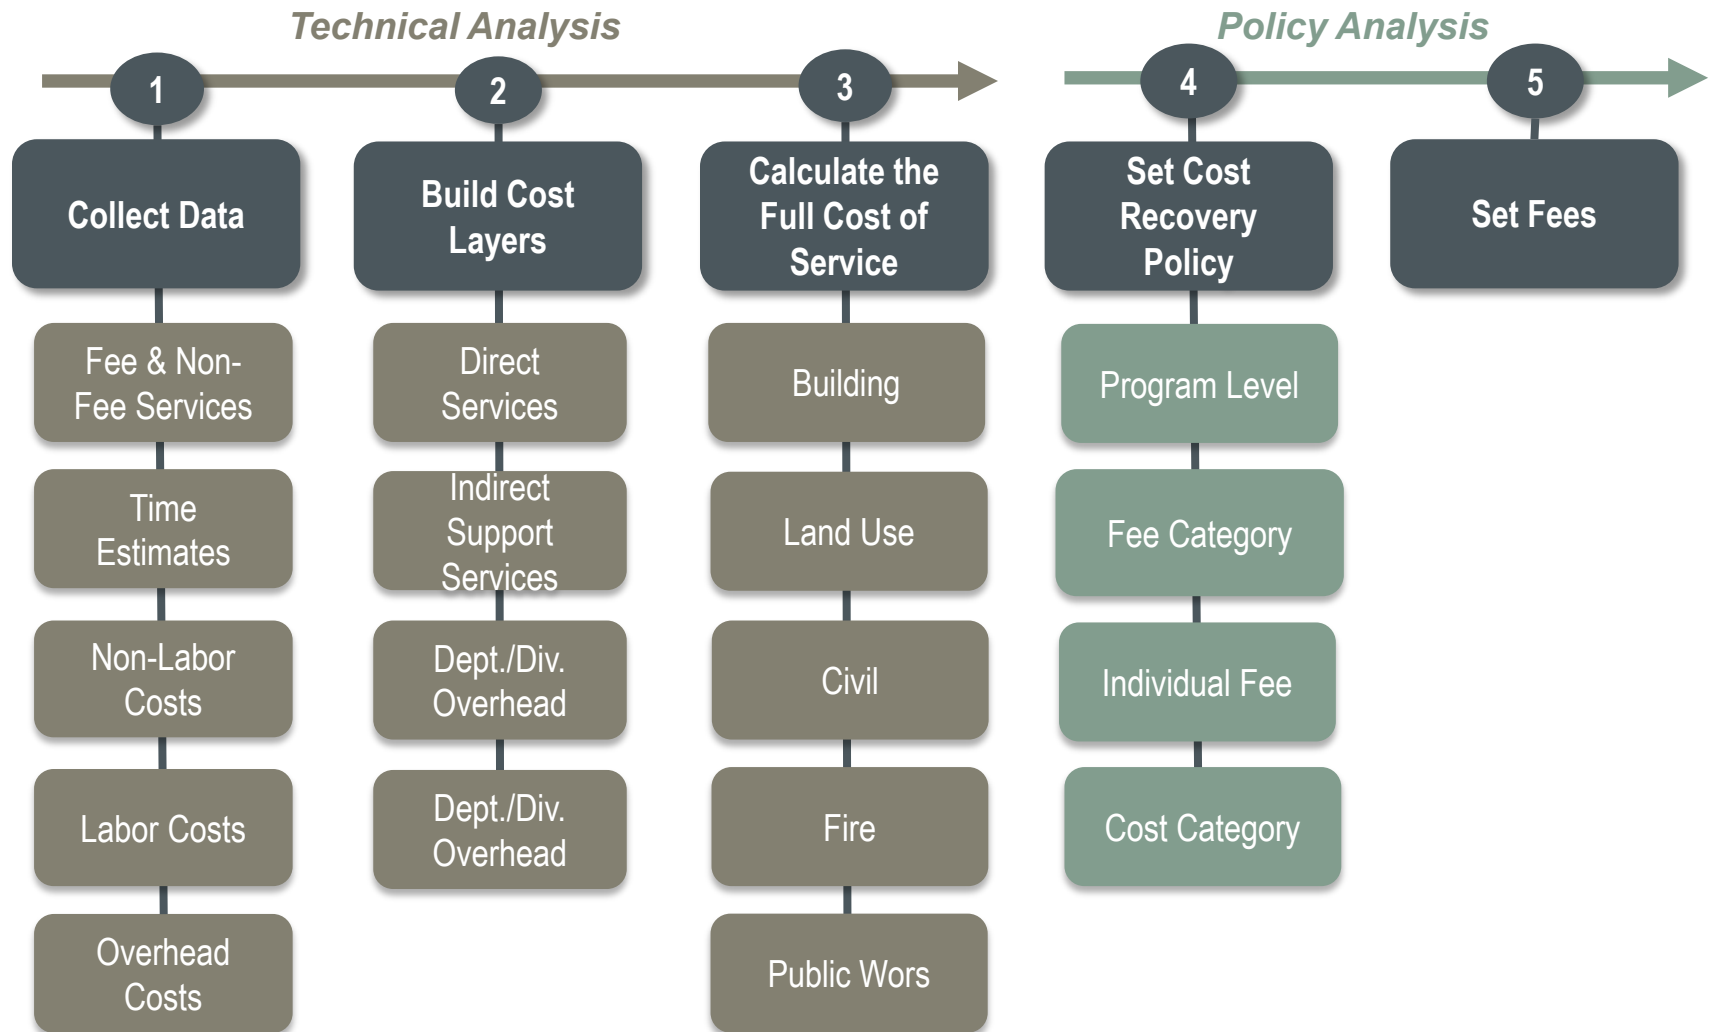 Technical Analysis
Policy Analysis
1
2
3
4
5
Collect Data
Build Cost
Layers
Calculate the
Full Cost of
Service
Set Cost
Recovery
Policy
Set Fees
Fee & Non-
Fee Services
Time
Estimates
Non-Labor
Costs
Labor Costs
Overhead
Costs
Direct
Services
Indirect
Support
Services
Dept./Div.
Overhead
Dept./Div.
Overhead
Building
Land Use
Civil
Fire
Public Wors
Program Level
Fee Category
Individual Fee
Cost Category